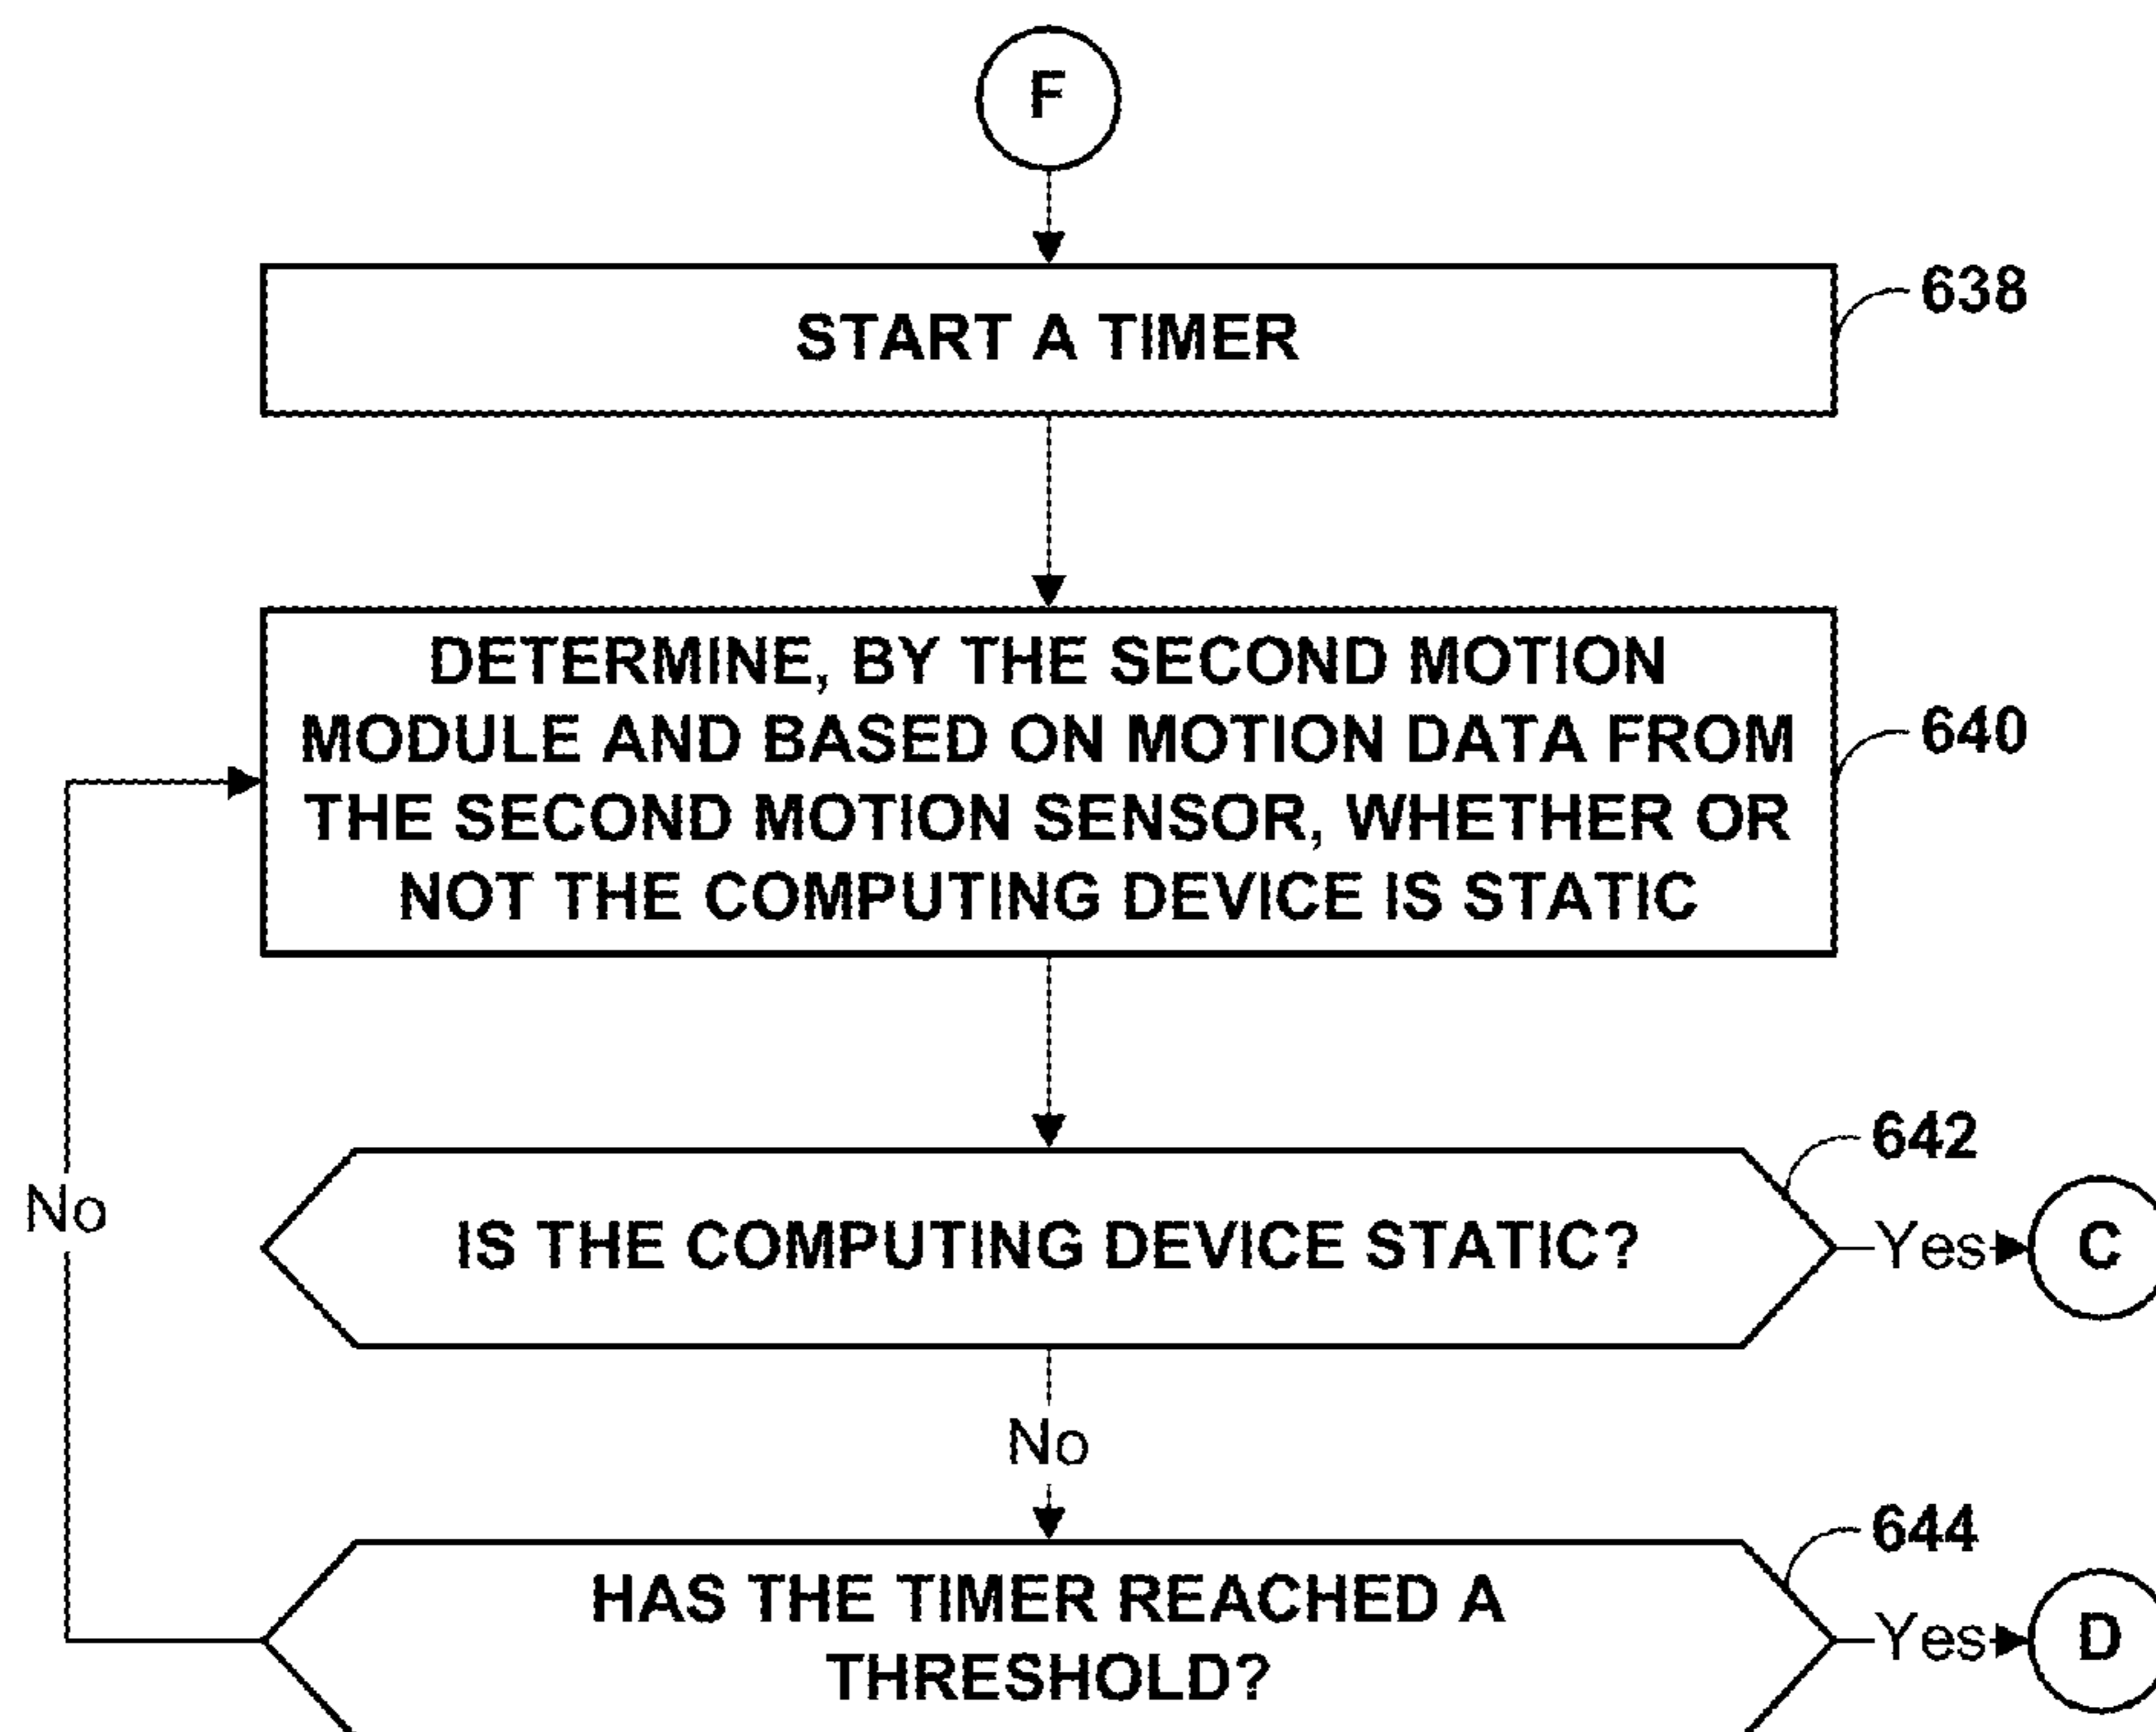 F
START A TIMER
638
DETERMINE, BY THE SECOND MOTION
MODULE AND BASED ON MOTION DATA FROM
THE SECOND MOTION SENSOR, WHETHER OR
NOT THE COMPUTING DEVICE IS STATIC
640
642
IS THE COMPUTING DEVICE STATIC?
Yes
C
No
No
644
HAS THE TIMER REACHED A
THRESHOLD?
Yes
D